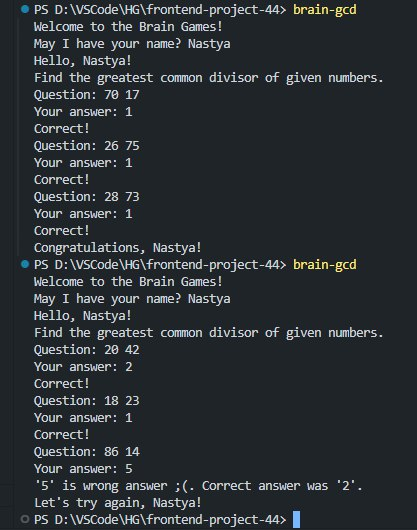 PS D:\VSCode\HG\frontend-project-44> brain-gcd
Welcome to the Brain Games!
May I have your name? Nastya
Hello, Nastya!
Find the greatest common divisor of given numbers.
Question: 70 17
Your answer: 1
Correct!
Question: 26 75
Your answer: 1
Correct!
Question: 28 73
Your answer: 1
Correct!
Congratulations, Nastya!
PS D:\VSCode\HG\frontend-project-44> brain-gcd
Welcome to the Brain Games!
May I have your name? Nastya
Hello, Nastya!
Find the greatest common divisor of given numbers.
Question: 20 42
Your answer: 2
Correct!
Question: 18 23
Your answer: 1
Correct!
Question: 86 14
Your answer: 5
'5' is wrong answer ;(. Correct answer was '2'.
Let's try again, Nastya!
PS D:\VSCode\HG\frontend-project-44>